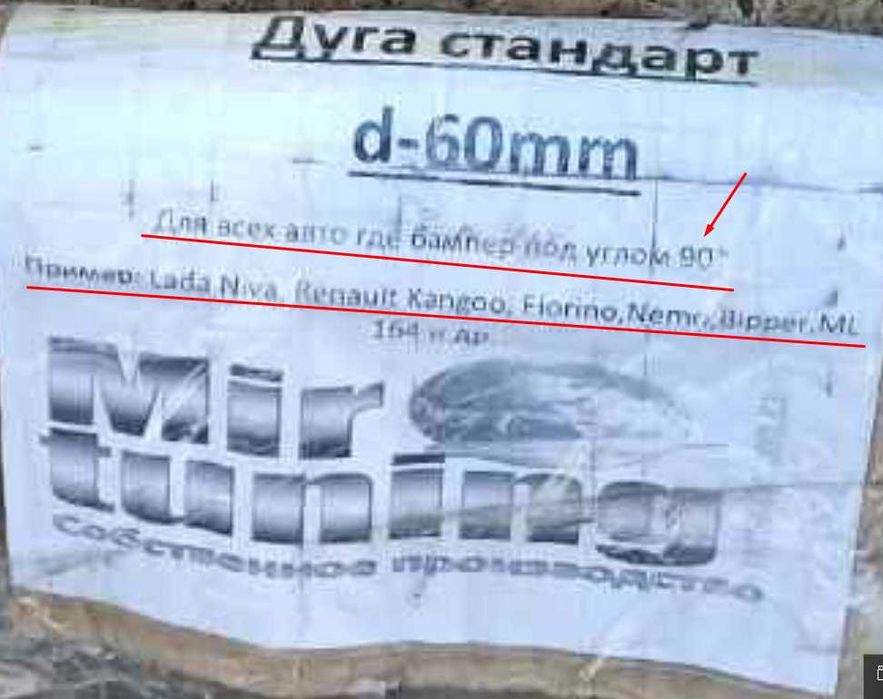 Дуга стандарт
d-60mm
Для всех авто где бампер под углом 90°
Пример: Lada Niva, Renault Kangoo, Fiorino, Nemo, Bipper, ML
164 и др
Mir
tuning
Собственное производство